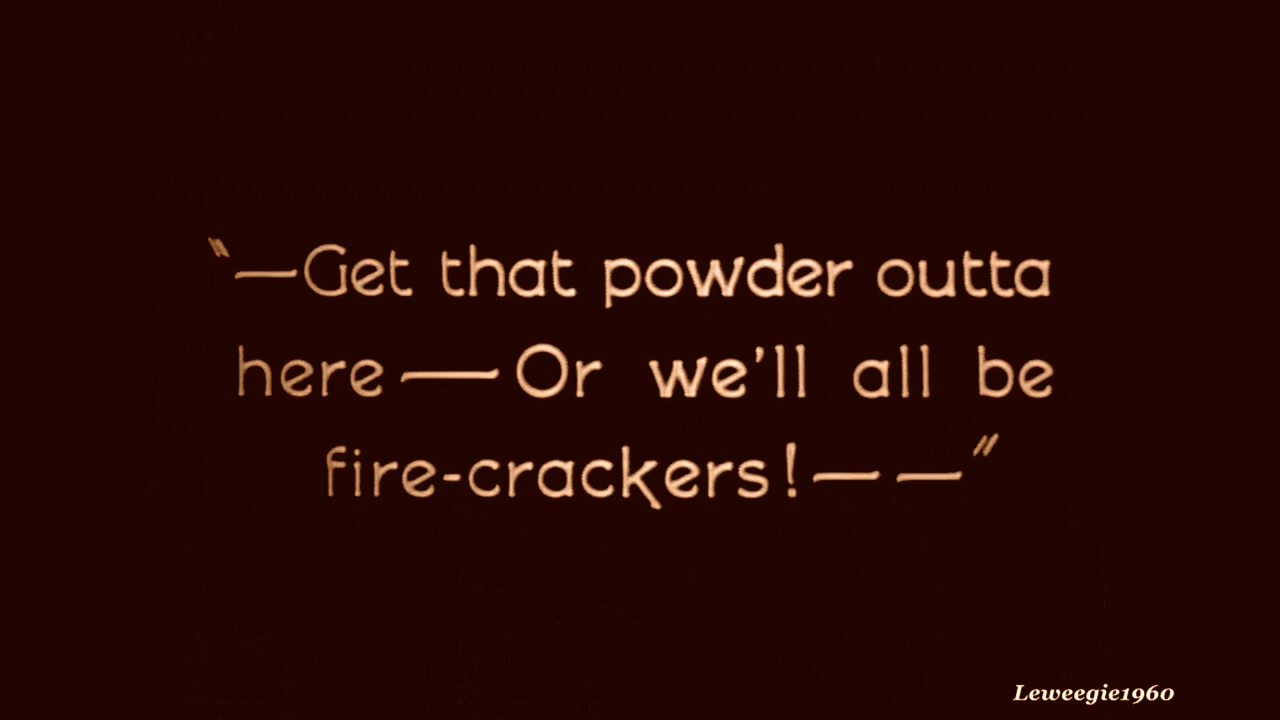 "—Get that powder outta
here — Or we'll all be
fire-crackers! — —"
Leweegie1960